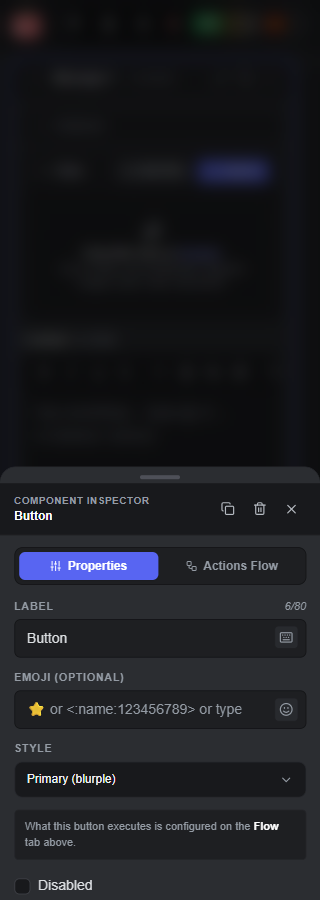 COMPONENT INSPECTOR
Button
Properties
Actions Flow
LABEL
6/80
Button
EMOJI (OPTIONAL)
⭐ or <:name:123456789> or type
STYLE
Primary (blurple)
What this button executes is configured on the Flow
tab above.
Disabled